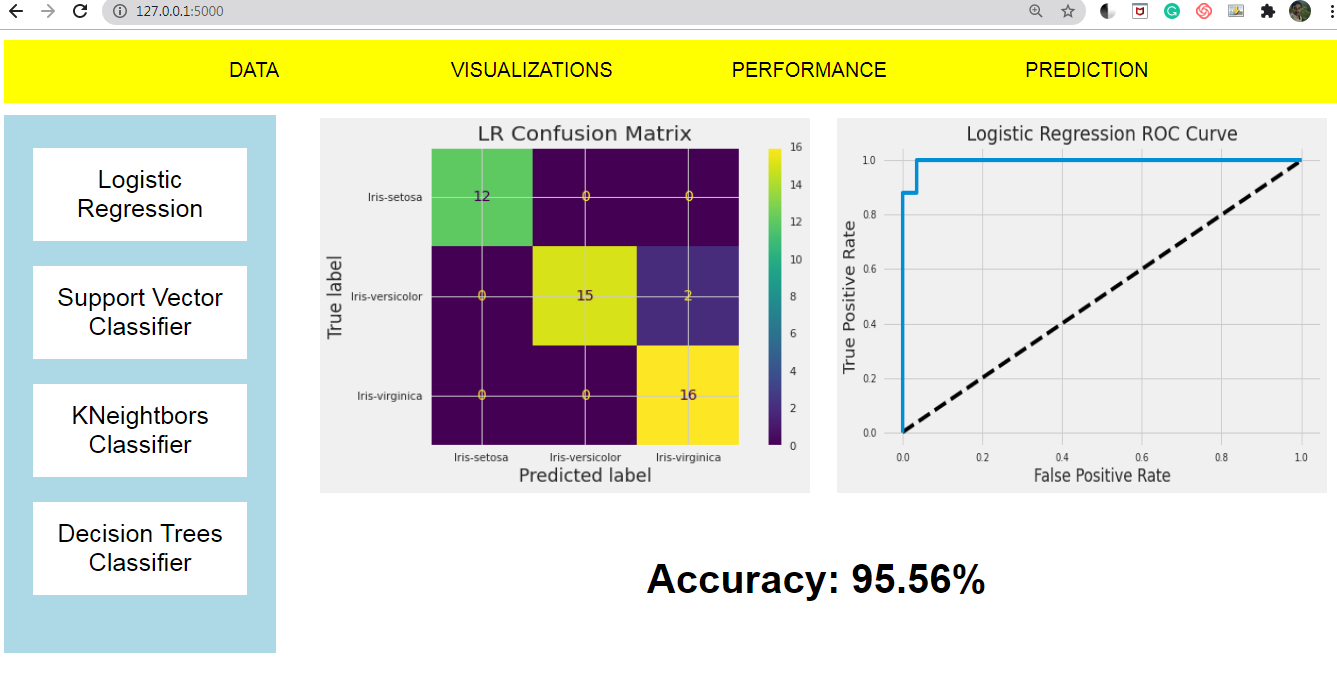 127.0.0.1:5000
DATA VISUALIZATIONS PERFORMANCE PREDICTION
Logistic
Regression
Support Vector
Classifier
KNeightbors
Classifier
Decision Trees
Classifier
LR Confusion Matrix
True label
Iris-setosa
Iris-versicolor
Iris-virginica
12 0 0
0 15 2
0 0 16
Iris-setosa Iris-versicolor Iris-virginica
Predicted label
16
14
12
10
8
6
4
2
0
Logistic Regression ROC Curve
True Positive Rate
1.0
0.8
0.6
0.4
0.2
0.0
0.0 0.2 0.4 0.6 0.8 1.0
False Positive Rate
Accuracy: 95.56%